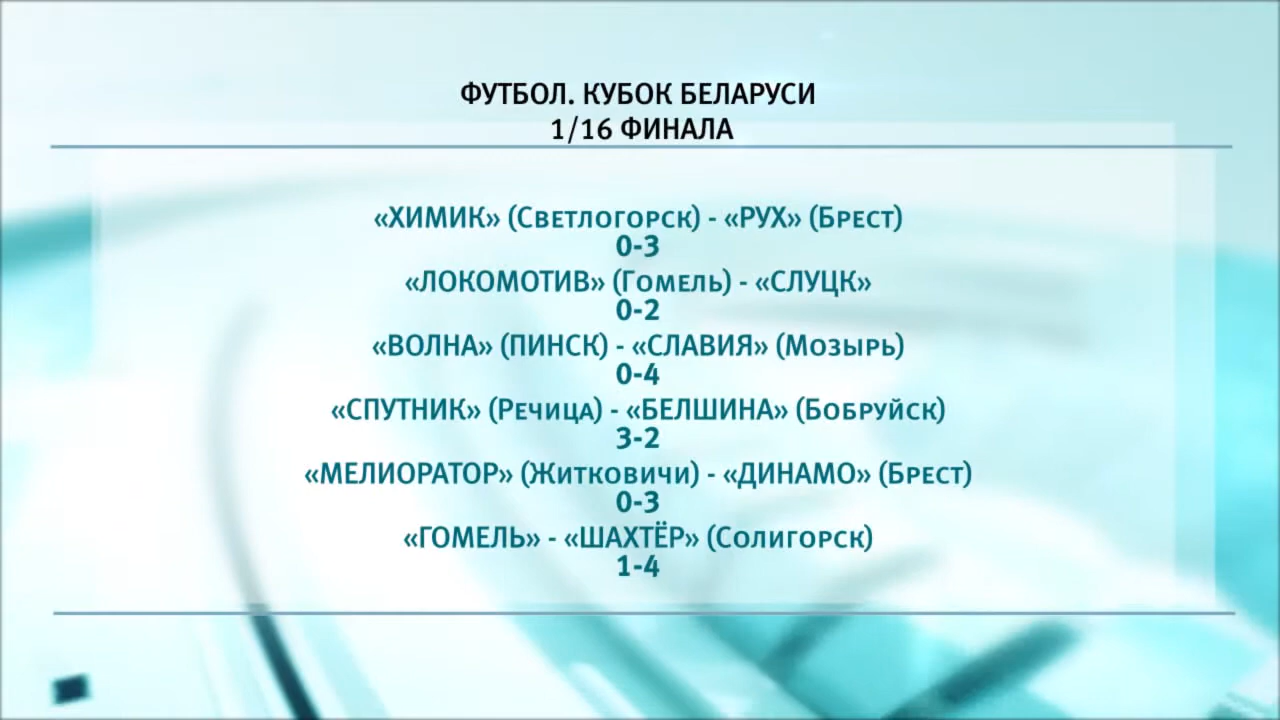 ФУТБОЛ. КУБОК БЕЛАРУСИ
1/16 ФИНАЛА
«ХИМИК» (Светлогорск) - «РУХ» (Брест)
0-3
«ЛОКОМОТИВ» (Гомель) - «СЛУЦК»
0-2
«ВОЛНА» (ПИНСК) - «СЛАВИЯ» (Мозырь)
0-4
«СПУТНИК» (Речица) - «БЕЛШИНА» (Бобруйск)
3-2
«МЕЛИОРАТОР» (Житковичи) - «ДИНАМО» (Брест)
0-3
«ГОМЕЛЬ» - «ШАХТЁР» (Солигорск)
1-4